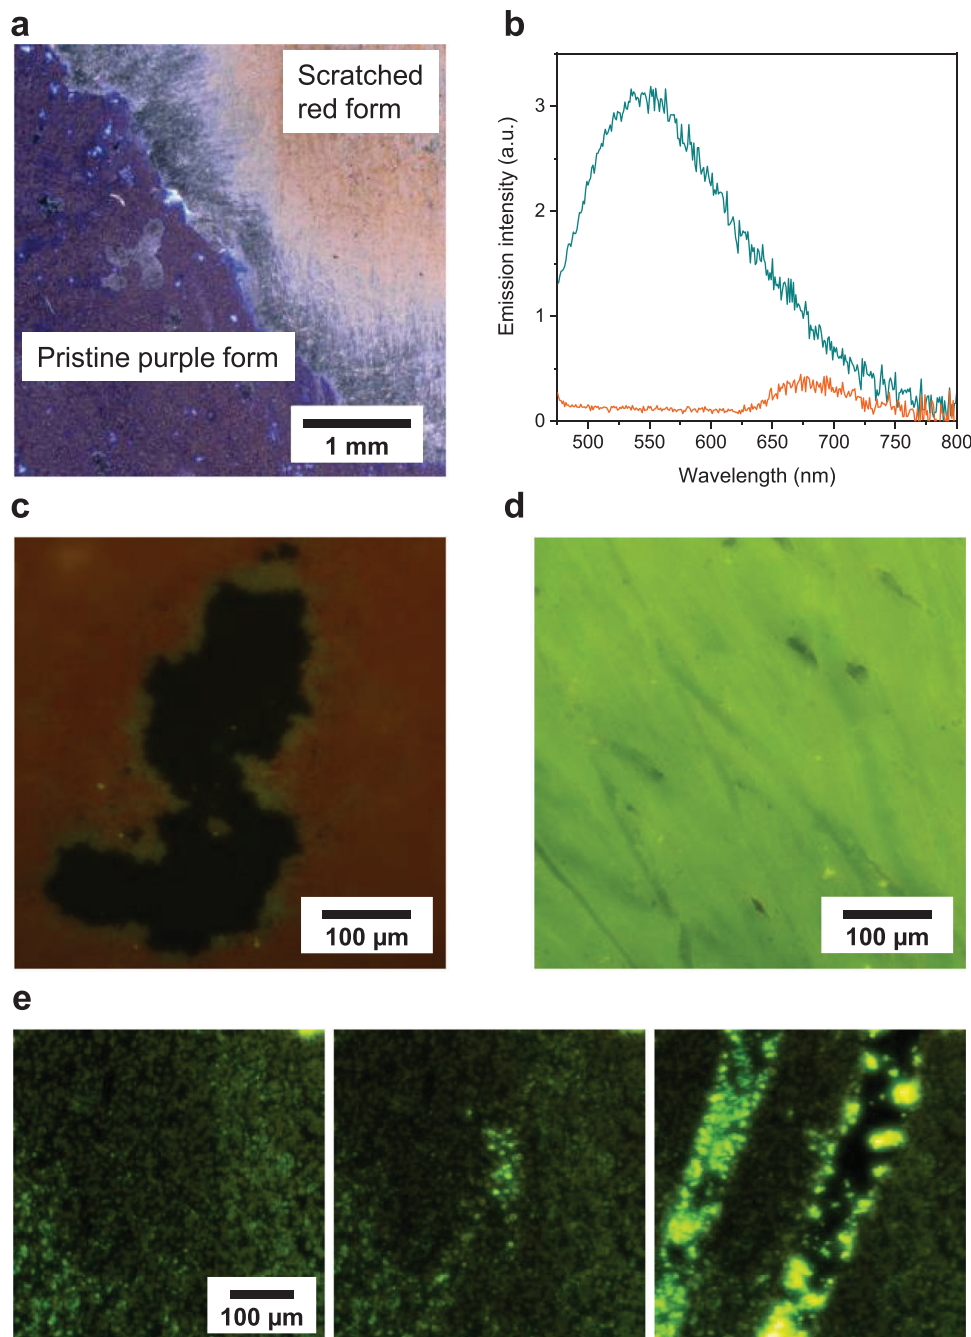 a
Scratched
red form
Pristine purple form
1 mm
b
Emission intensity (a.u.)
3
2
1
0
500
550
600
650
700
750
800
Wavelength (nm)
c
100 µm
d
100 µm
e
100 µm